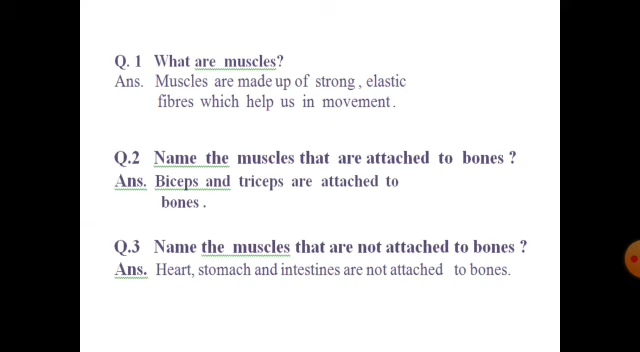 Q. 1 What are muscles?
Ans. Muscles are made up of strong , elastic
fibres which help us in movement .
Q.2 Name the muscles that are attached to bones ?
Ans. Biceps and triceps are attached to
bones .
Q.3 Name the muscles that are not attached to bones ?
Ans. Heart, stomach and intestines are not attached to bones.